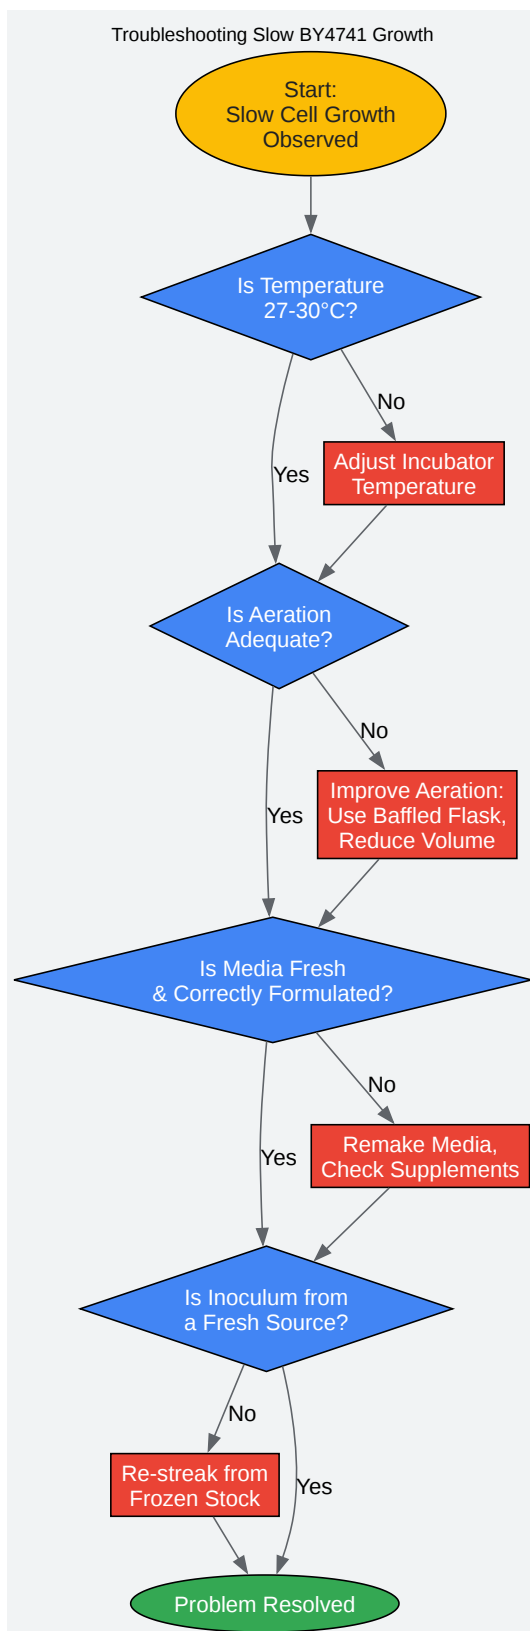 Troubleshooting Slow BY4741 Growth
Start:
Slow Cell Growth
Observed
Is Temperature
27-30°C?
No
Adjust Incubator
Temperature
Yes
Is Aeration
Adequate?
No
Improve Aeration:
Use Baffled Flask,
Reduce Volume
Yes
Is Media Fresh
& Correctly Formulated?
No
Remake Media,
Check Supplements
Yes
Is Inoculum from
a Fresh Source?
No
Re-streak from
Frozen Stock
Yes
Problem Resolved